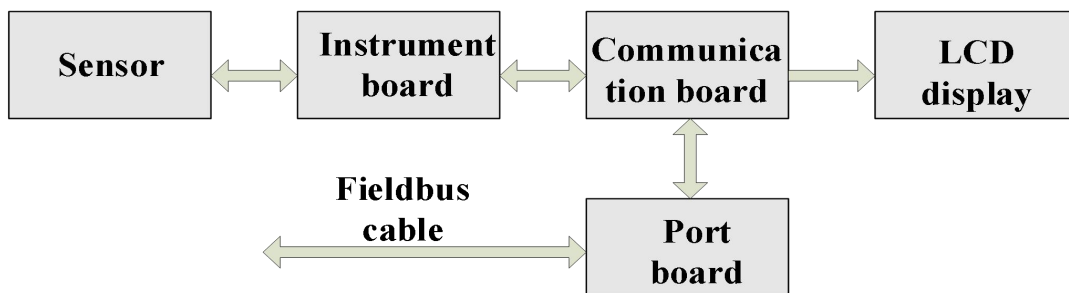 Sensor
Instrument
board
Communica
tion board
LCD
display
Fieldbus
cable
Port
board